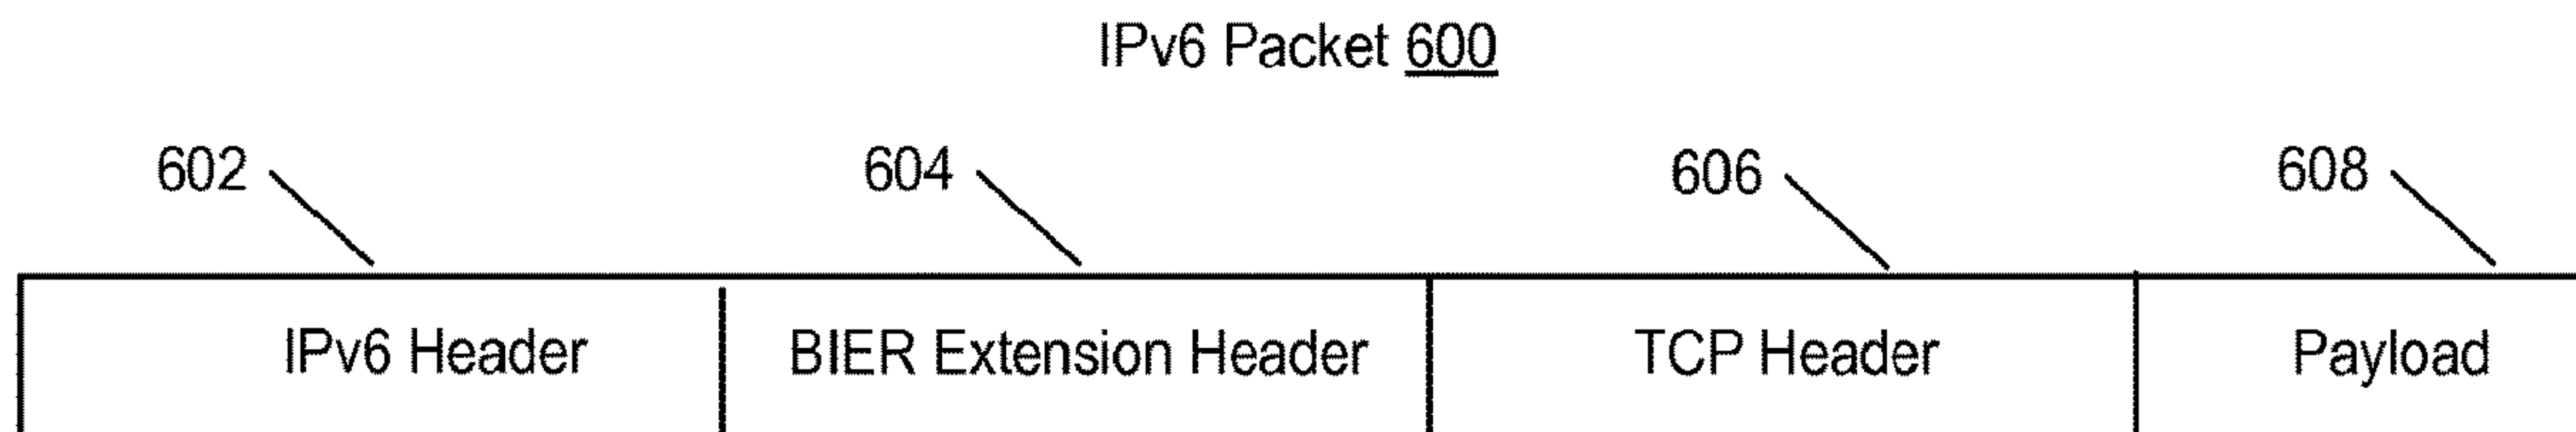 IPv6 Packet 600
602 604 606 608
IPv6 Header BIER Extension Header TCP Header Payload